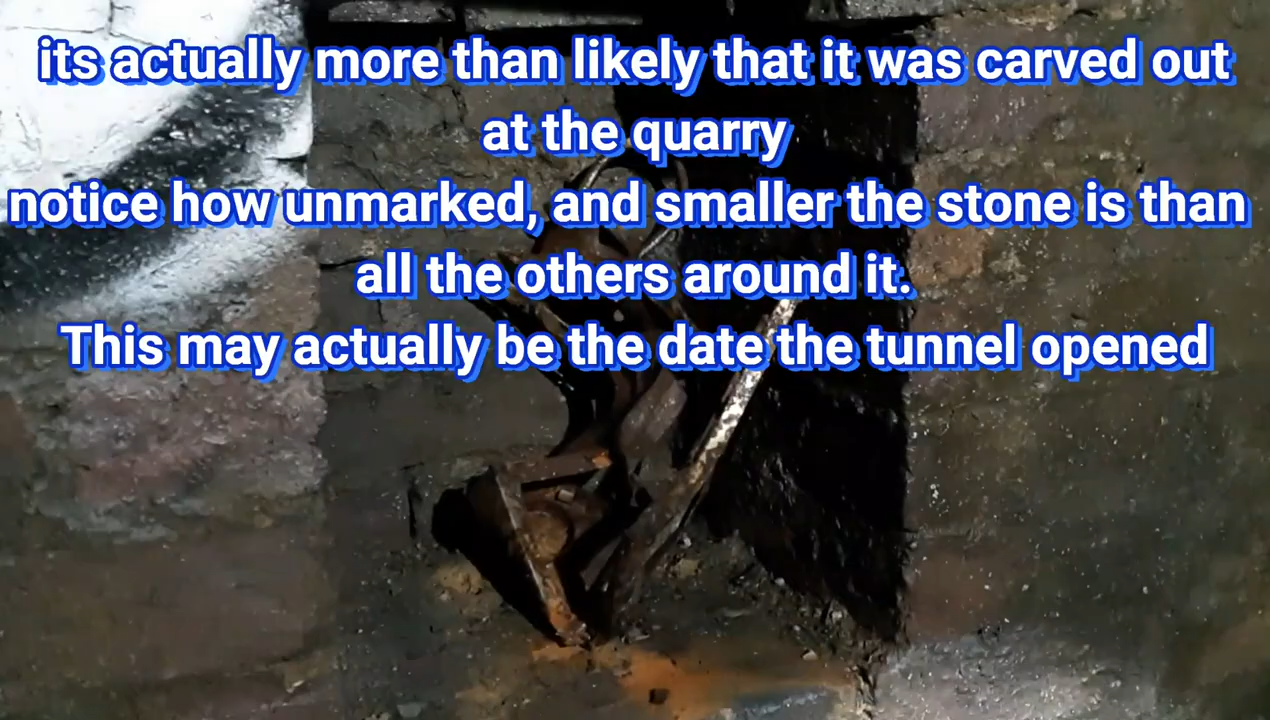 its actually more than likely that it was carved out
at the quarry
notice how unmarked, and smaller the stone is than
all the others around it.
This may actually be the date the tunnel opened